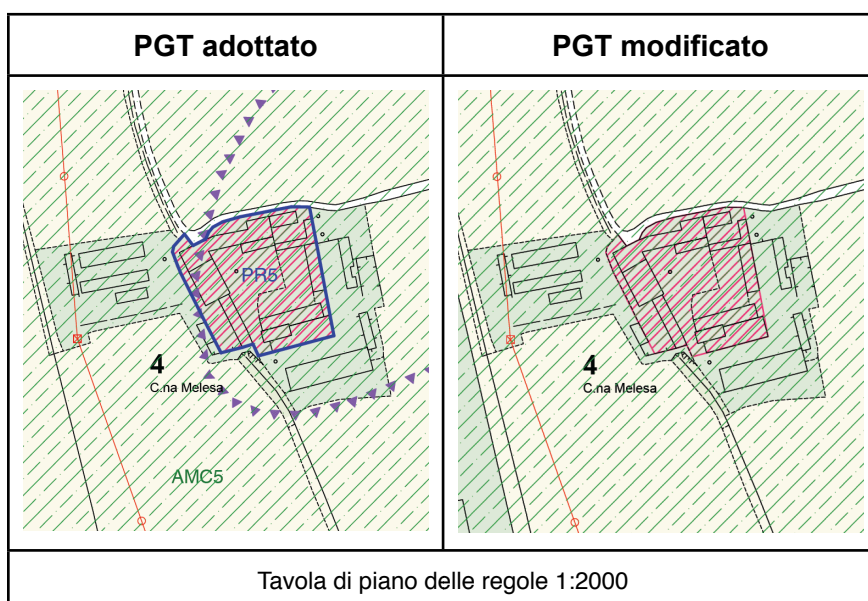 PGT adottato
PGT modificato
PR5
4
C.na Melesa
AMC5
4
C.na Melesa
Tavola di piano delle regole 1:2000